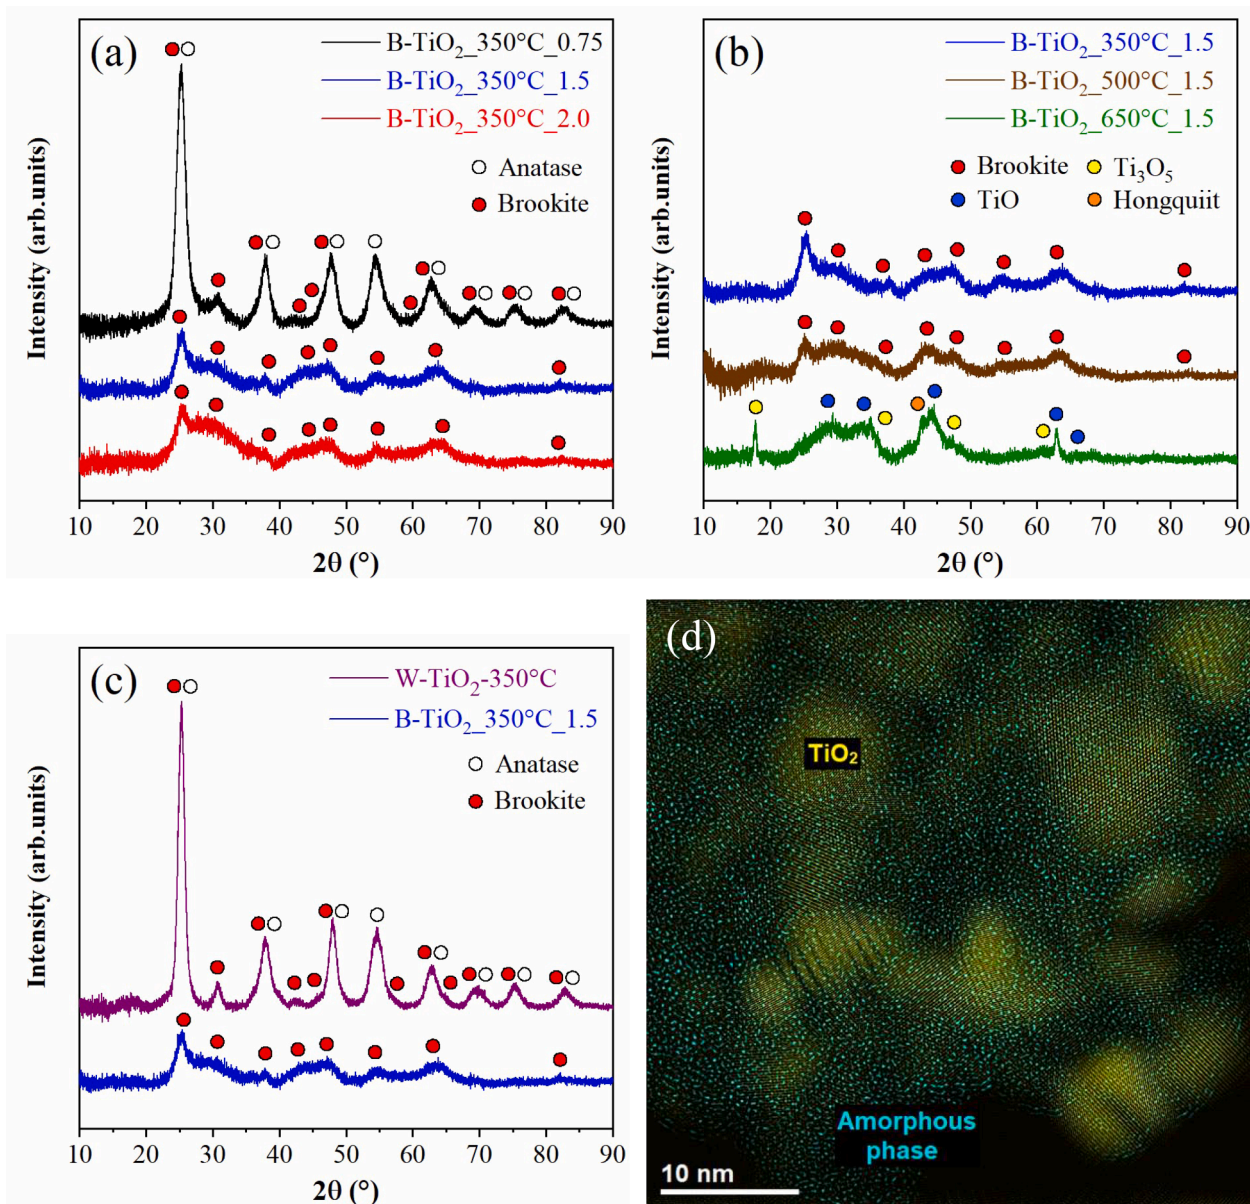 (a)
B-TiO₂_350°C_0.75
B-TiO₂_350°C_1.5
B-TiO₂_350°C_2.0
Anatase
Brookite
Intensity (arb.units)
10 20 30 40 50 60 70 80 90
2θ (°)
(b)
B-TiO₂_350°C_1.5
B-TiO₂_500°C_1.5
B-TiO₂_650°C_1.5
Brookite Ti₃O₅
TiO Hongquiit
Intensity (arb.units)
10 20 30 40 50 60 70 80 90
2θ (°)
(c)
W-TiO₂-350°C
B-TiO₂_350°C_1.5
Anatase
Brookite
Intensity (arb.units)
10 20 30 40 50 60 70 80 90
2θ (°)
(d)
TiO₂
Amorphous
phase
10 nm